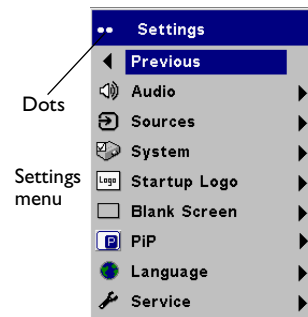 Settings
Previous
Audio
Sources
System
Logo Startup Logo
Blank Screen
P PiP
Language
Service
Dots
Settings
menu